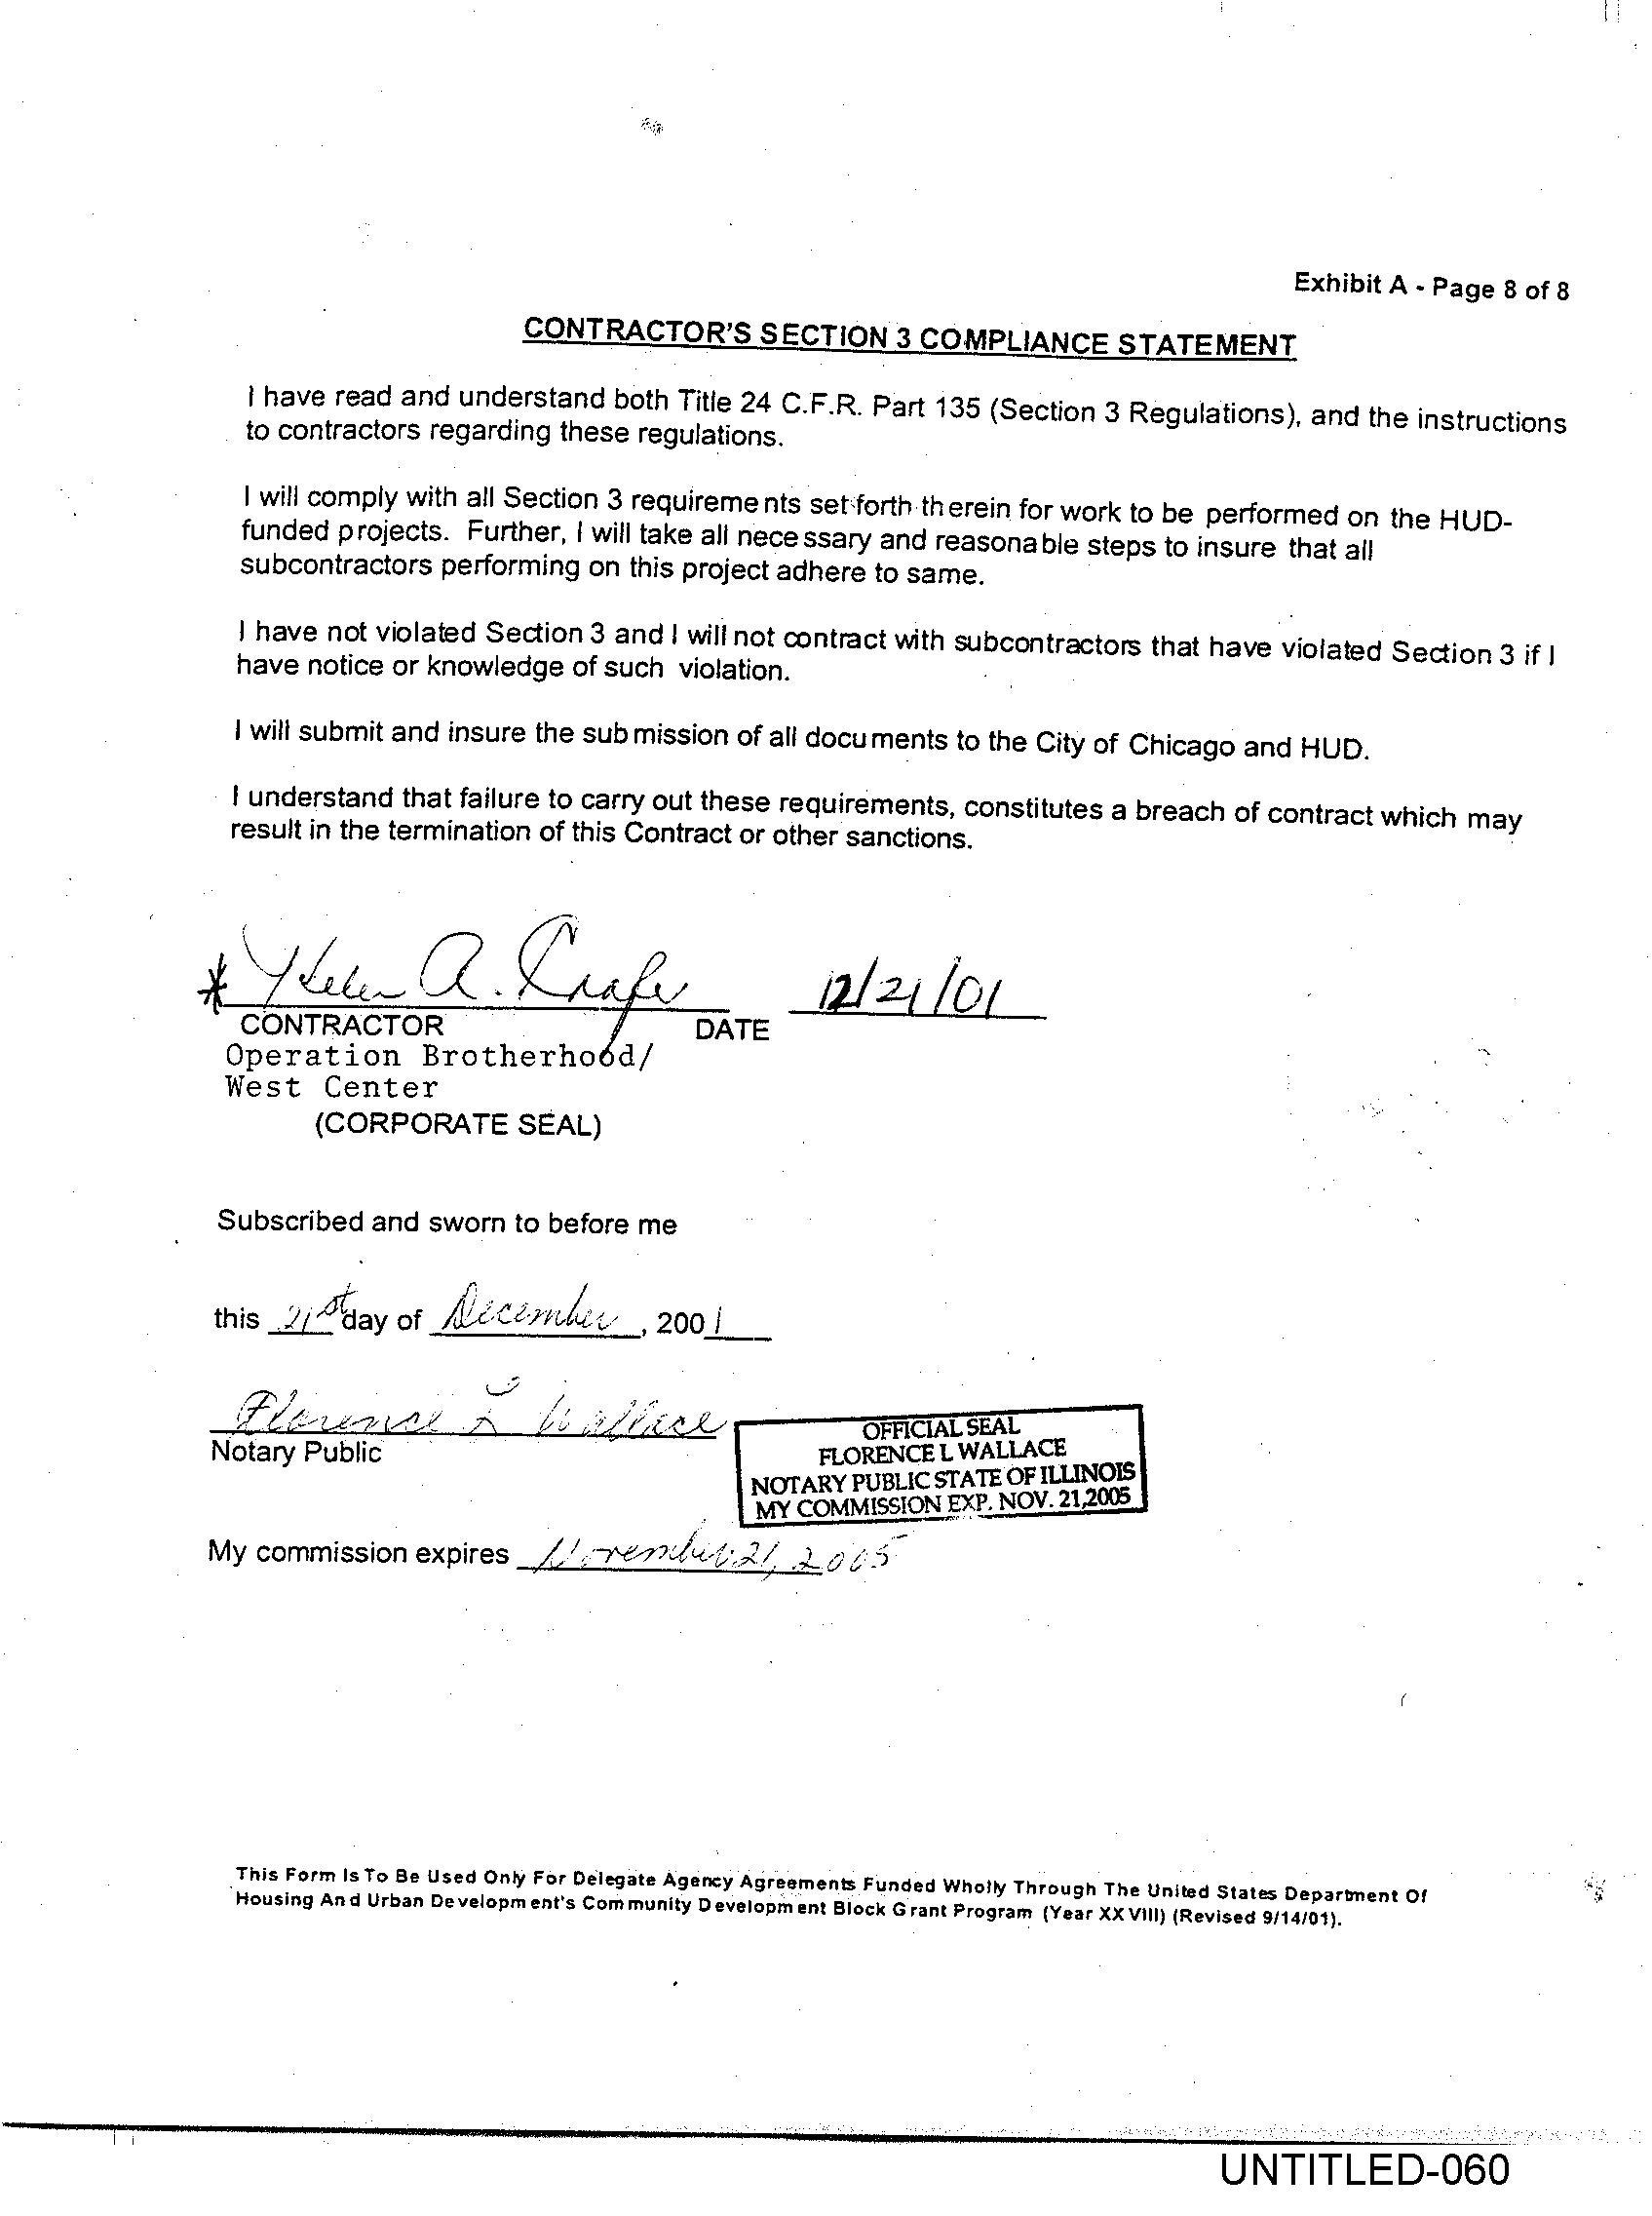 Exhibit A - Page 8 of 8
CONTRACTOR'S SECTION 3 COMPLIANCE STATEMENT
I have read and understand both Title 24 C.F.R. Part 135 (Section 3 Regulations), and the instructions
to contractors regarding these regulations.
I will comply with all Section 3 requirements set forth therein for work to be performed on the HUD-
funded projects. Further, I will take all necessary and reasonable steps to insure that all
subcontractors performing on this project adhere to same.
I have not violated Section 3 and I will not contract with subcontractors that have violated Section 3 if I
have notice or knowledge of such violation.
I will submit and insure the submission of all documents to the City of Chicago and HUD.
I understand that failure to carry out these requirements, constitutes a breach of contract which may
result in the termination of this Contract or other sanctions.
* Helen A. 12/21/01
CONTRACTOR DATE
Operation Brotherhood/
West Center
(CORPORATE SEAL)
Subscribed and sworn to before me
this 21st day of December, 2001
Florence L Wallace
Notary Public
OFFICIAL SEAL
FLORENCE L WALLACE
NOTARY PUBLIC STATE OF ILLINOIS
MY COMMISSION EXP. NOV. 21,2005
My commission expires November 21, 2005
This Form Is To Be Used Only For Delegate Agency Agreements Funded Wholly Through The United States Department Of
Housing And Urban Development's Community Development Block Grant Program (Year XXVIII) (Revised 9/14/01).
UNTITLED-060